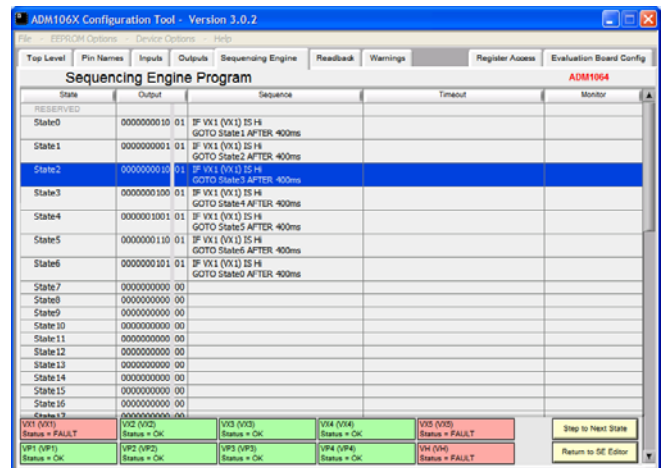 ADM106X Configuration Tool - Version 3.0.2
File - EEPROM Options - Device Options - Help
Top Level Pin Names Inputs Outputs Sequencing Engine Readback Warnings Register Access Evaluation Board Config
Sequencing Engine Program ADM1064
State Output Sequence Timeout Monitor
RESERVED
State0 0000000010 01 IF VX1 (VX1) IS Hi
GOTO State1 AFTER 400ms
State1 0000000001 01 IF VX1 (VX1) IS Hi
GOTO State2 AFTER 400ms
State2 0000000010 01 IF VX1 (VX1) IS Hi
GOTO State3 AFTER 400ms
State3 0000000100 01 IF VX1 (VX1) IS Hi
GOTO State4 AFTER 400ms
State4 0000001001 01 IF VX1 (VX1) IS Hi
GOTO State5 AFTER 400ms
State5 0000000110 01 IF VX1 (VX1) IS Hi
GOTO State6 AFTER 400ms
State6 0000000101 01 IF VX1 (VX1) IS Hi
GOTO State0 AFTER 400ms
State7 0000000000 00
State8 0000000000 00
State9 0000000000 00
State10 0000000000 00
State11 0000000000 00
State12 0000000000 00
State13 0000000000 00
State14 0000000000 00
State15 0000000000 00
State16 0000000000 00
State17 0000000000 00
VX1 (VX1) VX2 (VX2) VX3 (VX3) VX4 (VX4) VX5 (VX5)
Status = FAULT Status = OK Status = OK Status = OK Status = FAULT
Step to Next State
VP1 (VP1) VP2 (VP2) VP3 (VP3) VP4 (VP4) VH (VH)
Status = OK Status = OK Status = OK Status = OK Status = FAULT
Return to SE Editor